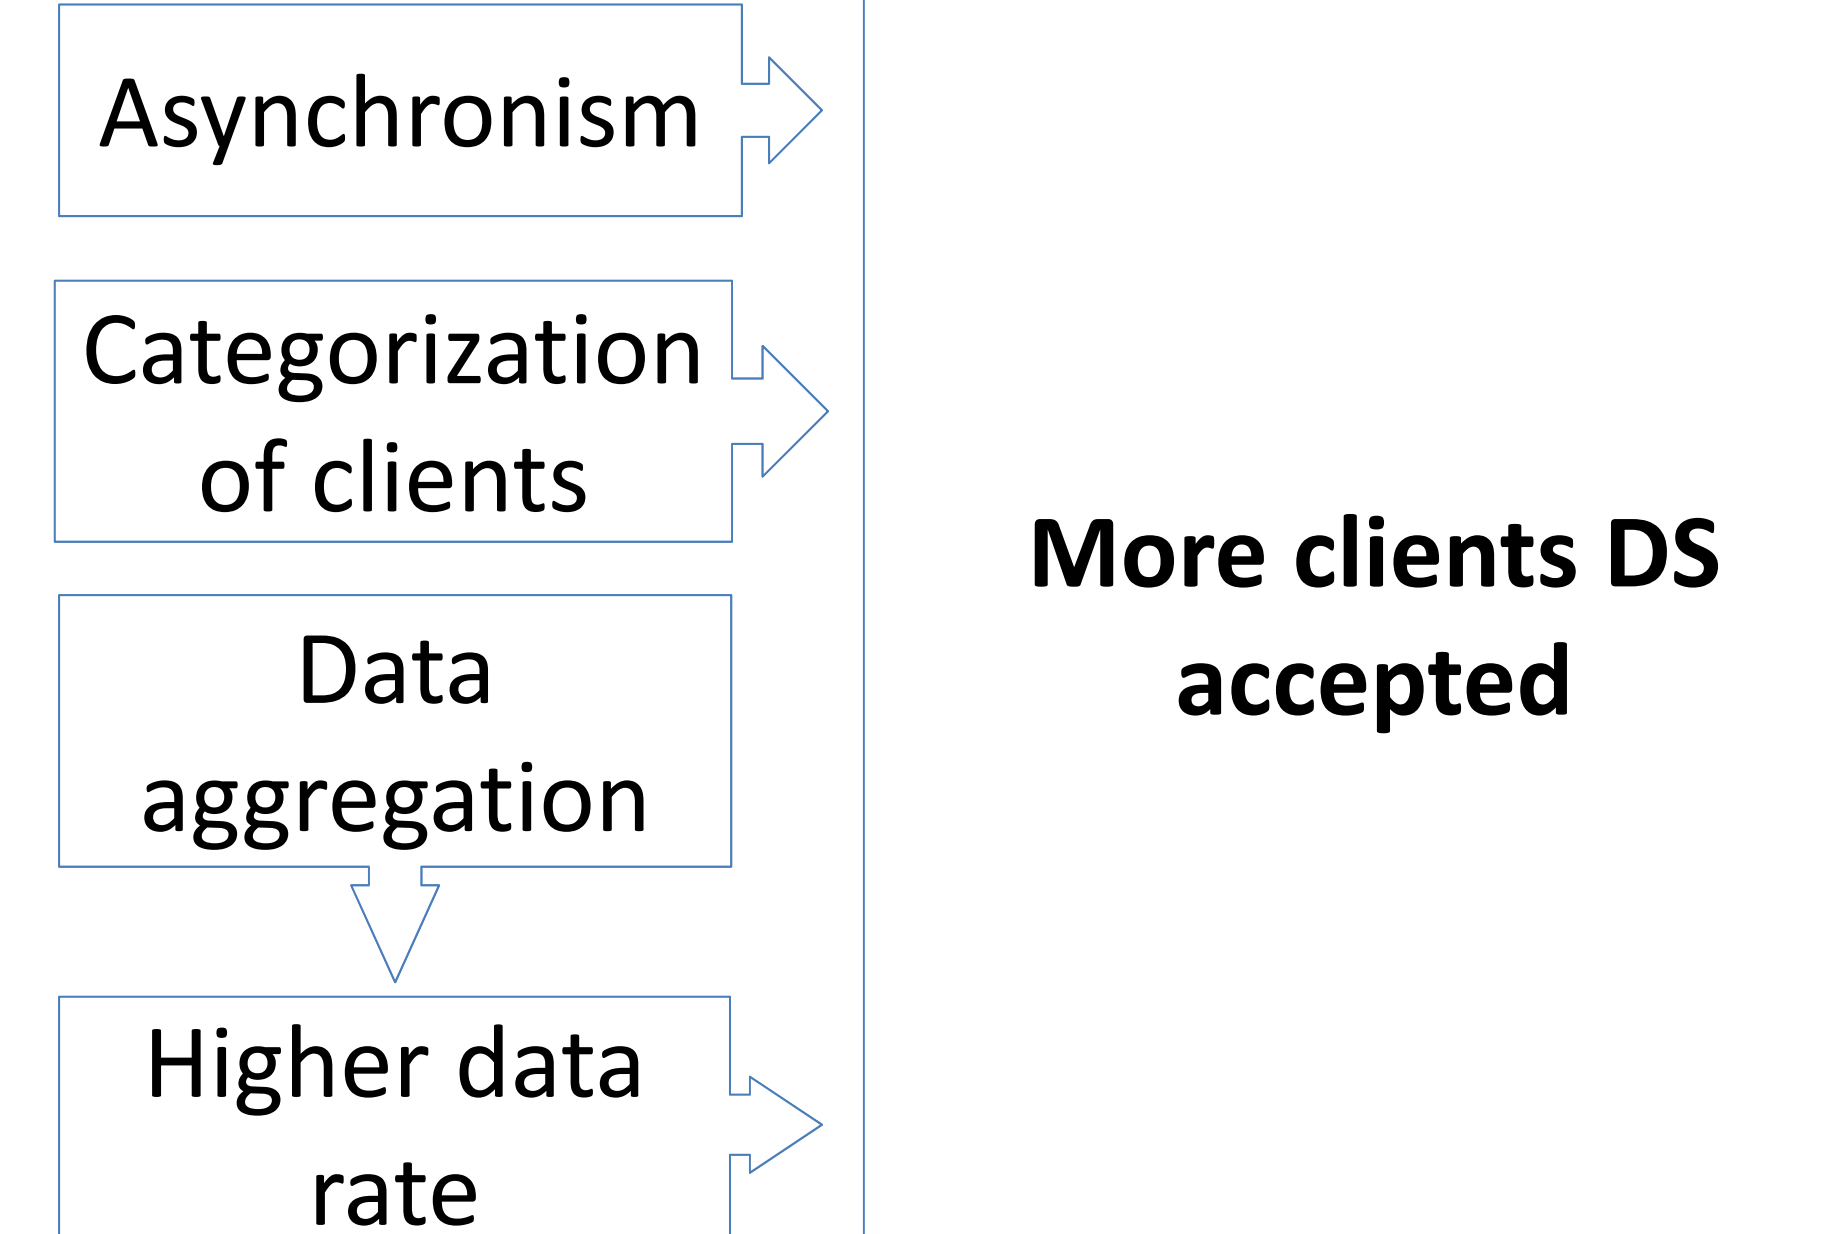 Asynchronism
Categorization
of clients
Data
aggregation
Higher data
rate
More clients DS
accepted